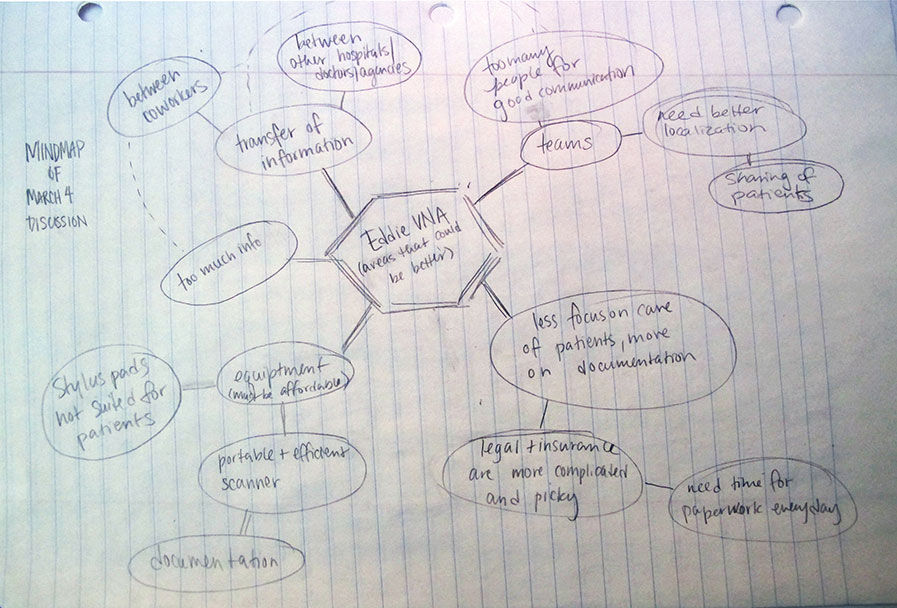 MINDMAP
OF
MARCH 4
DISCUSSION
between
coworkers
between
other hospitals/
doctors/agencies
transfer of
information
too many
people for
good communication
teams
need better
localization
sharing of
patients
Eddie VNA
(areas that could
be better)
too much info
equiptment
(must be affordable)
stylus pads
not suited for
patients
portable + efficient
scanner
documentation
less focus on care
of patients, more
on documentation
legal + insurance
are more complicated
and picky
need time for
paperwork everyday